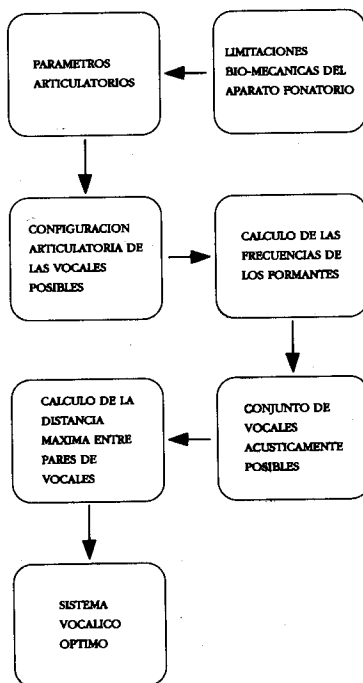 PARAMETROS
ARTICULATORIOS
LIMITACIONES
BIO-MECANICAS DEL
APARATO FONATORIO
CONFIGURACION
ARTICULATORIA DE
LAS VOCALES
POSIBLES
CALCULO DE LAS
FRECUENCIAS DE
LOS FORMANTES
CALCULO DE LA
DISTANCIA
MAXIMA ENTRE
PARES DE
VOCALES
CONJUNTO DE
VOCALES
ACUSTICAMENTE
POSIBLES
SISTEMA
VOCALICO
OPTIMO